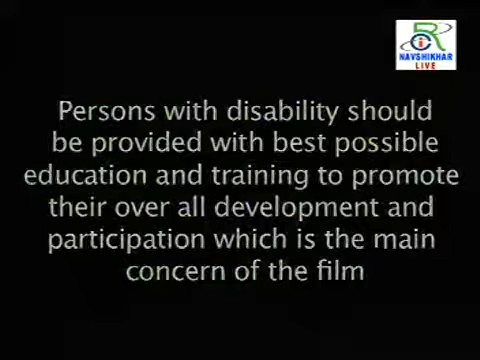 R
NAVSHIKHAR
LIVE
Persons with disability should
be provided with best possible
education and training to promote
their over all development and
participation which is the main
concern of the film